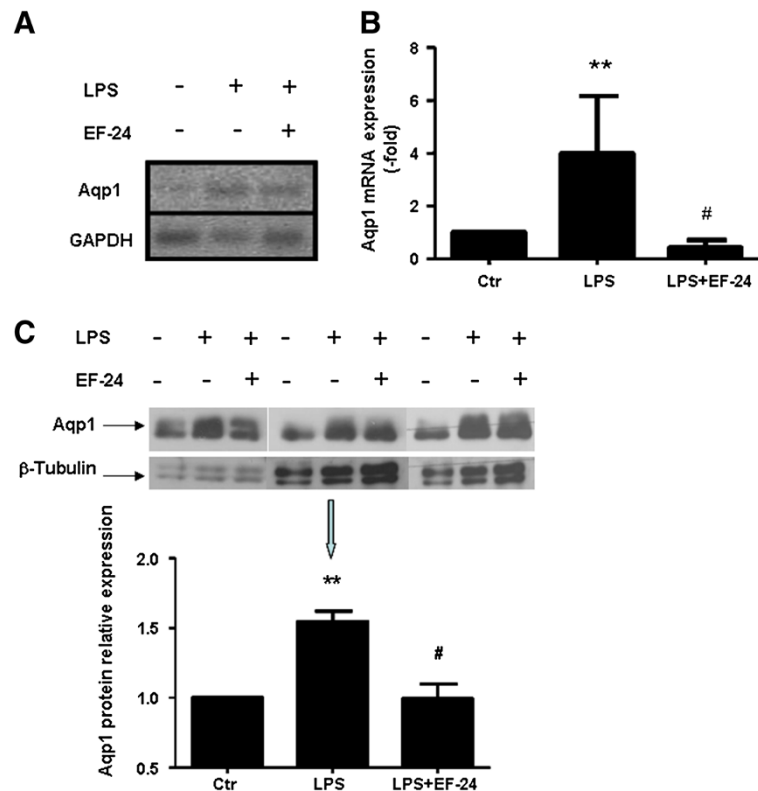 A
LPS - + +
EF-24 - - +
Aqp1
GAPDH
B
Aqp1 mRNA expression
(-fold)
8
6
4
2
0
**
#
Ctr LPS LPS+EF-24
C
LPS - + + - + + - + +
EF-24 - - + - - + - - +
Aqp1
β-Tubulin
Aqp1 protein relative expression
2.0
1.5
1.0
0.5
**
#
Ctr LPS LPS+EF-24